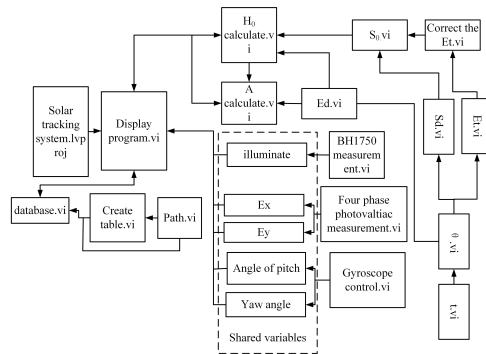 H₀
calculate.v
i
S₀.vi
Correct the
Et.vi
Solar
tracking
system.lvp
roj
Display
program.vi
A
calculate.v
i
Ed.vi
Sd.vi
Et.vi
illuminate
BH1750
measurem
ent.vi
database.vi
Create
table.vi
Path.vi
Ex
Ey
Four phase
photovaltiac
measurement.vi
θ.vi
Angle of pitch
Yaw angle
Gyroscope
control.vi
t.vi
Shared variables